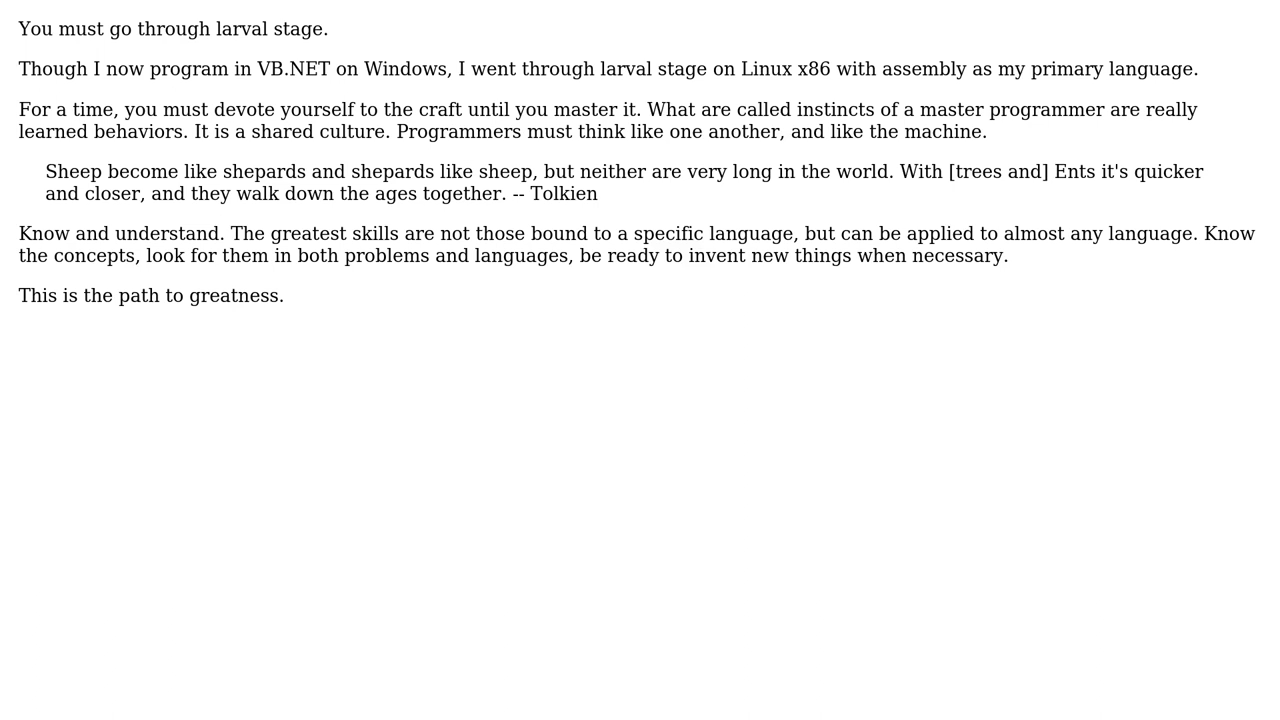 You must go through larval stage.
Though I now program in VB.NET on Windows, I went through larval stage on Linux x86 with assembly as my primary language.
For a time, you must devote yourself to the craft until you master it. What are called instincts of a master programmer are really
learned behaviors. It is a shared culture. Programmers must think like one another, and like the machine.
Sheep become like shepards and shepards like sheep, but neither are very long in the world. With [trees and] Ents it's quicker
and closer, and they walk down the ages together. -- Tolkien
Know and understand. The greatest skills are not those bound to a specific language, but can be applied to almost any language. Know
the concepts, look for them in both problems and languages, be ready to invent new things when necessary.
This is the path to greatness.